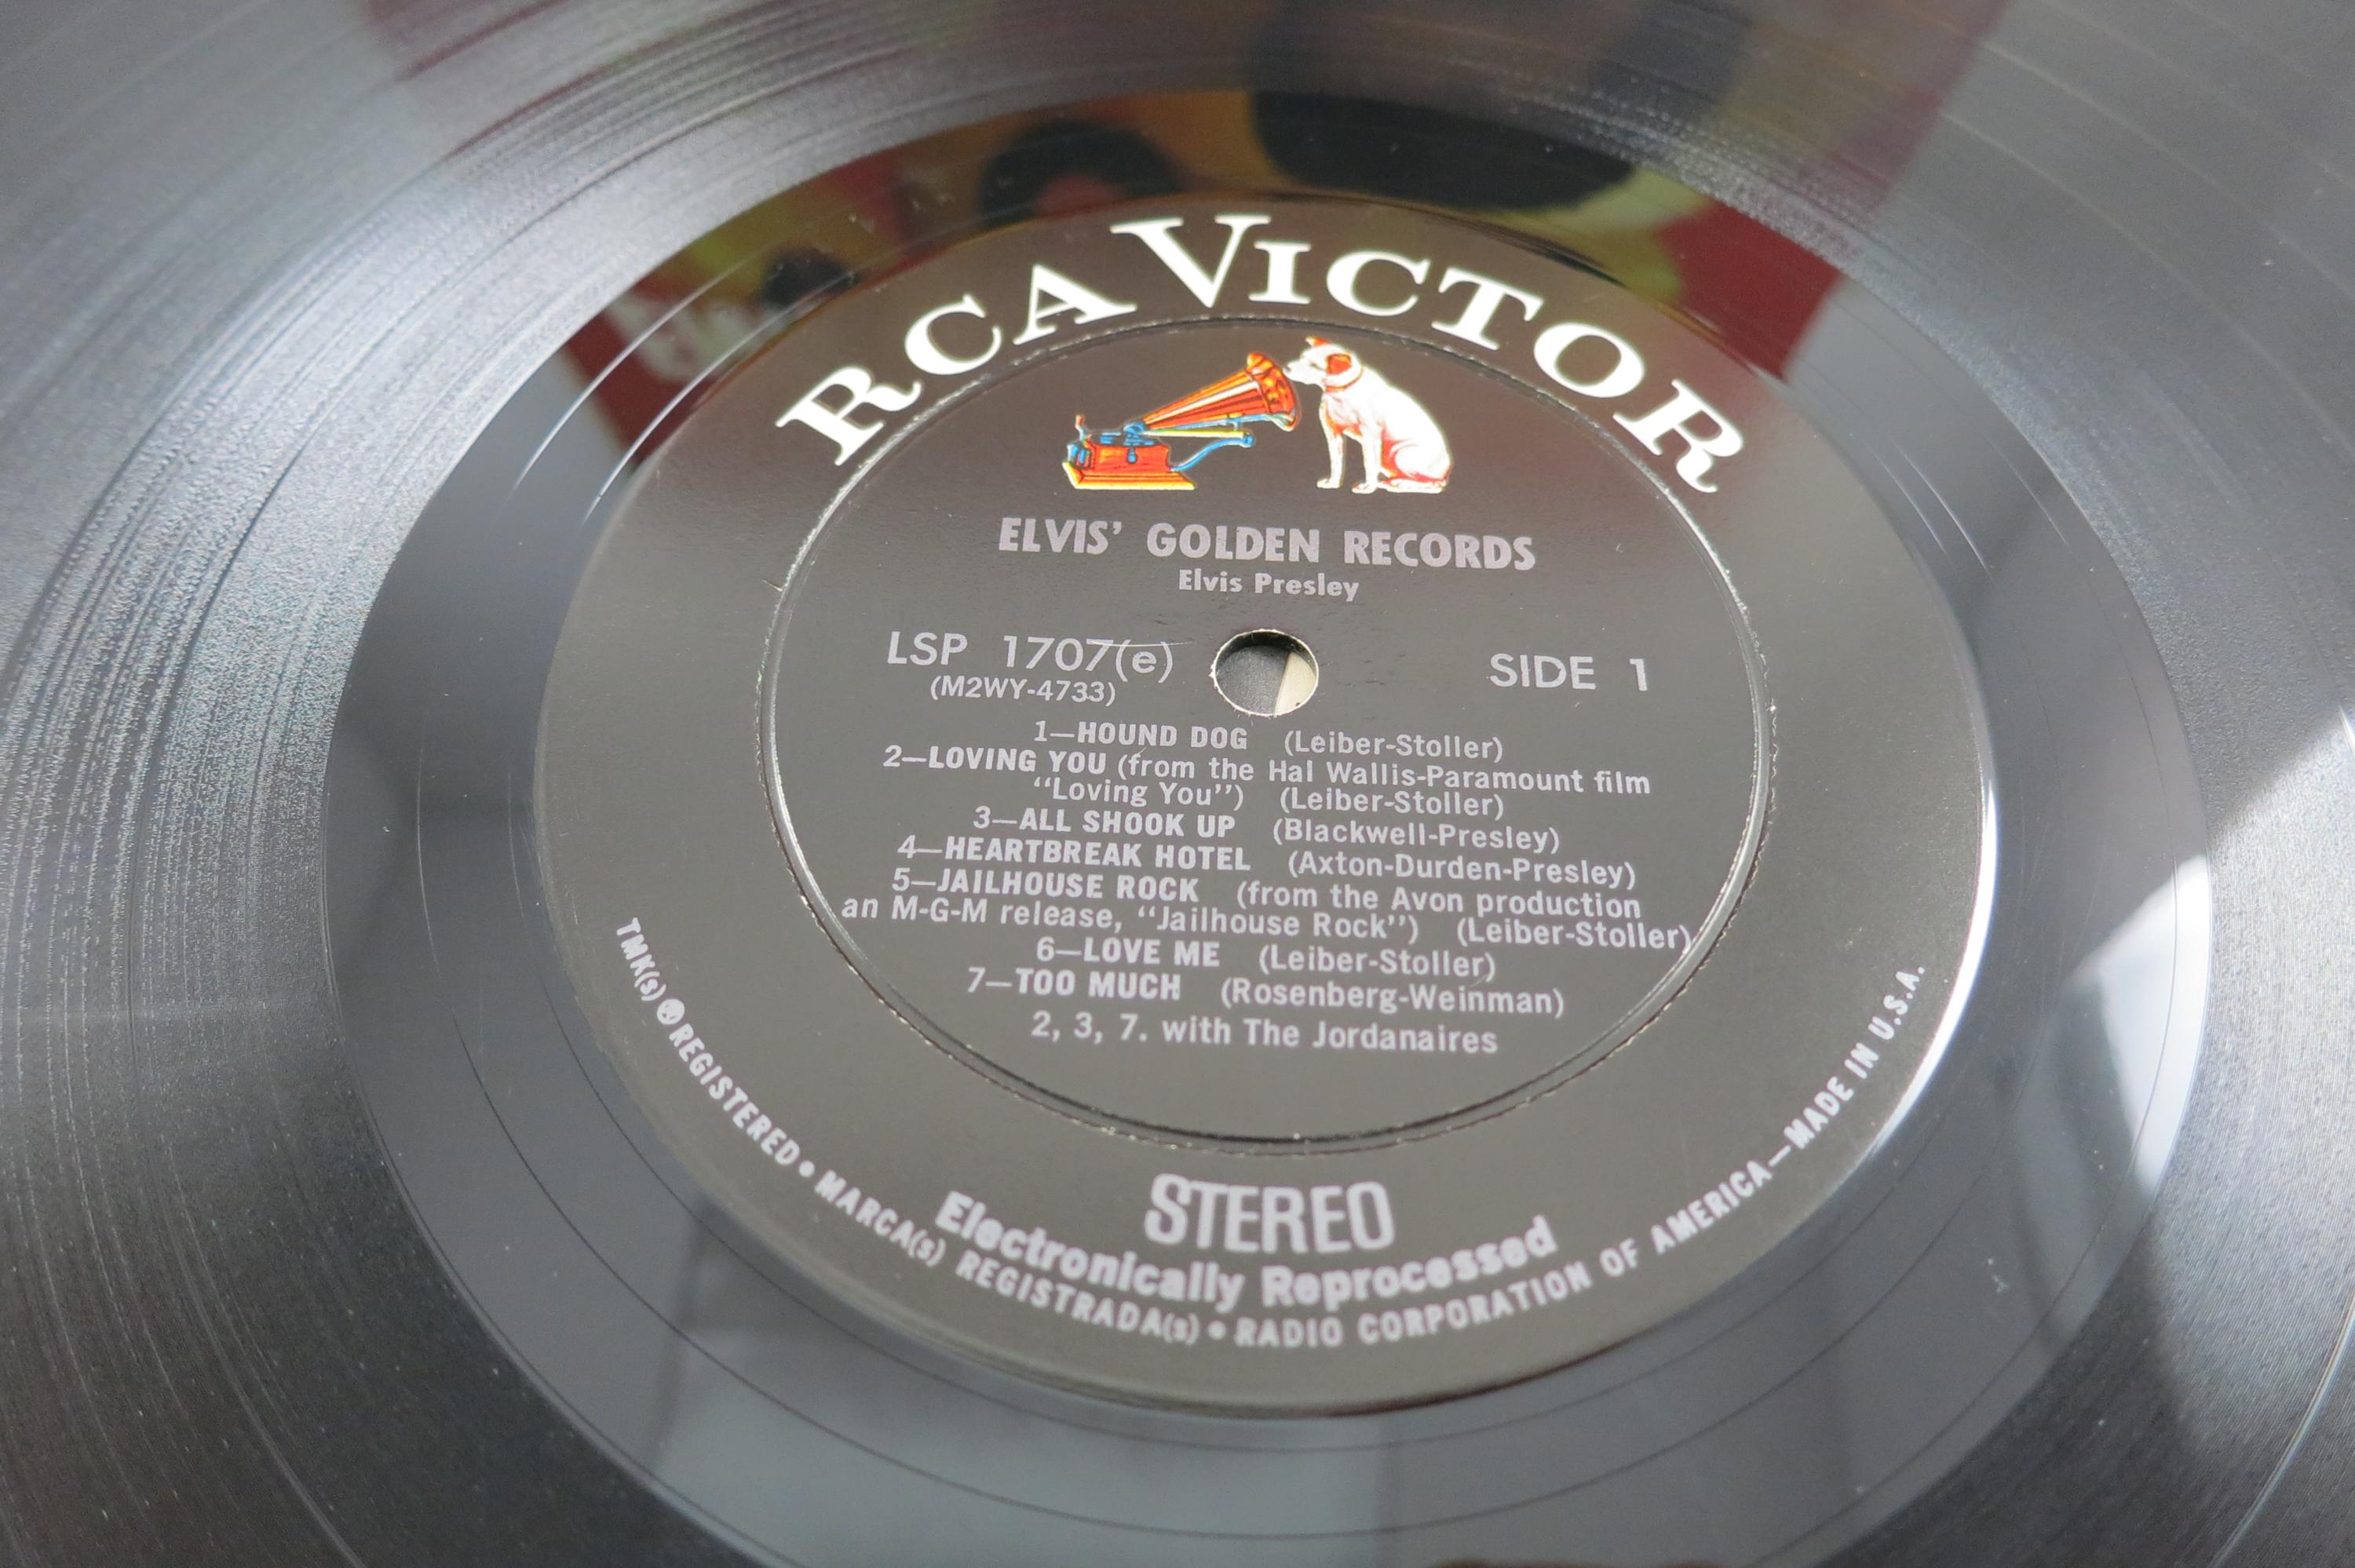 RCA VICTOR
ELVIS' GOLDEN RECORDS
Elvis Presley
LSP 1707(e)
SIDE 1
(M2WY-4733)
1—HOUND DOG (Leiber-Stoller)
2—LOVING YOU (from the Hal Wallis-Paramount film
“Loving You”) (Leiber-Stoller)
3—ALL SHOOK UP (Blackwell-Presley)
4—HEARTBREAK HOTEL (Axton-Durden-Presley)
5—JAILHOUSE ROCK (from the Avon production
an M-G-M release, “Jailhouse Rock”) (Leiber-Stoller)
6—LOVE ME (Leiber-Stoller)
7—TOO MUCH (Rosenberg-Weinman)
2, 3, 7. with The Jordanaires
STEREO
Electronically Reprocessed
TMK(s) ® REGISTERED • MARCA(s) REGISTRADA(s) • RADIO CORPORATION OF AMERICA—MADE IN U.S.A.